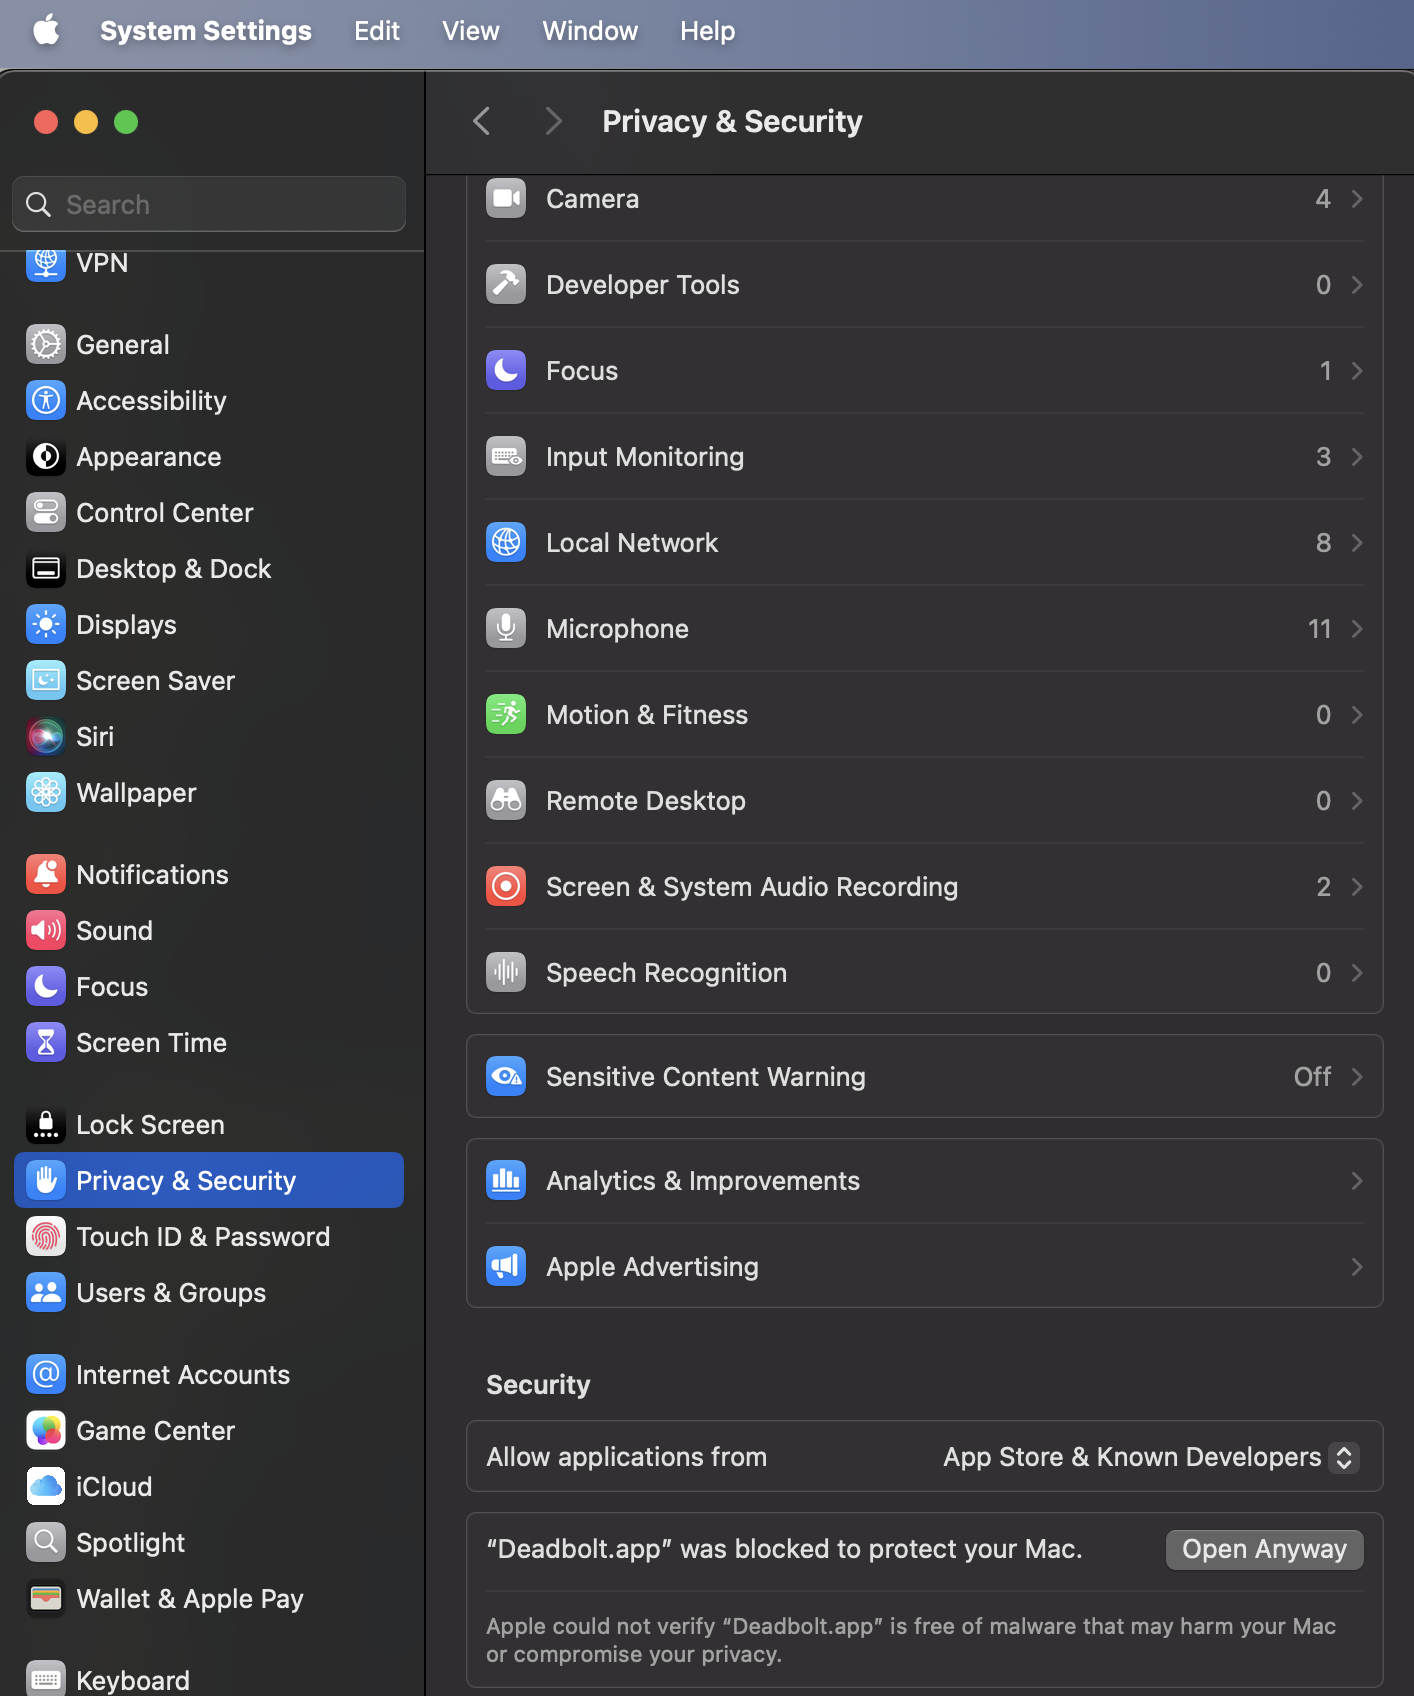 System Settings Edit View Window Help
Privacy & Security
Search
VPN
General
Accessibility
Appearance
Control Center
Desktop & Dock
Displays
Screen Saver
Siri
Wallpaper
Notifications
Sound
Focus
Screen Time
Lock Screen
Privacy & Security
Touch ID & Password
Users & Groups
Internet Accounts
Game Center
iCloud
Spotlight
Wallet & Apple Pay
Keyboard
Camera 4
Developer Tools 0
Focus 1
Input Monitoring 3
Local Network 8
Microphone 11
Motion & Fitness 0
Remote Desktop 0
Screen & System Audio Recording 2
Speech Recognition 0
Sensitive Content Warning Off
Analytics & Improvements
Apple Advertising
Security
Allow applications from App Store & Known Developers
“Deadbolt.app” was blocked to protect your Mac. Open Anyway
Apple could not verify “Deadbolt.app” is free of malware that may harm your Mac
or compromise your privacy.